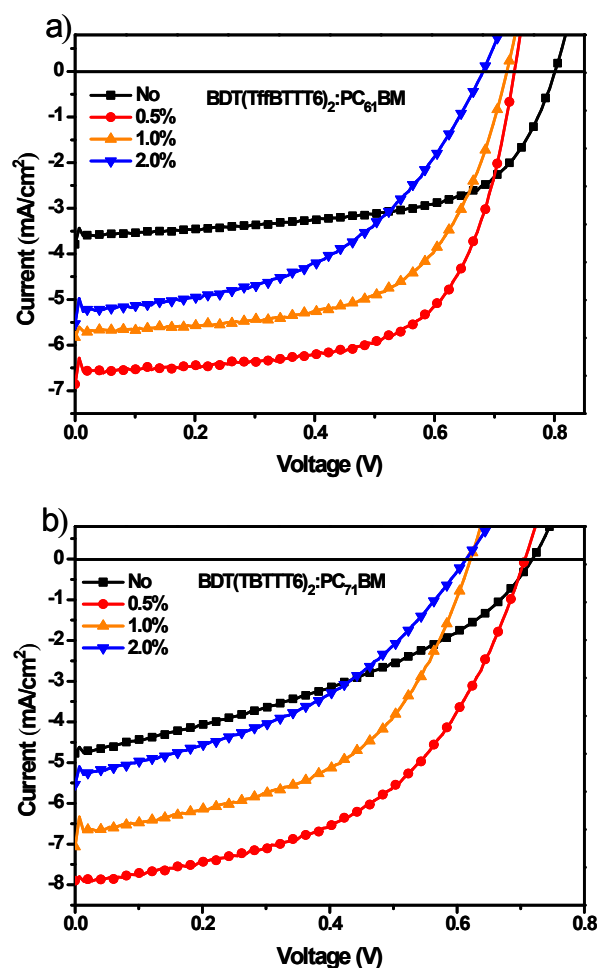 a)
No
0.5%
1.0%
2.0%
BDT(TffBTTT6)₂:PC₆₁BM
0
-1
-2
-3
-4
-5
-6
-7
Current (mA/cm²)
0.0 0.2 0.4 0.6 0.8
Voltage (V)
b)
No
0.5%
1.0%
2.0%
BDT(TBTTT6)₂:PC₇₁BM
0
-1
-2
-3
-4
-5
-6
-7
-8
Current (mA/cm²)
0.0 0.2 0.4 0.6 0.8
Voltage (V)